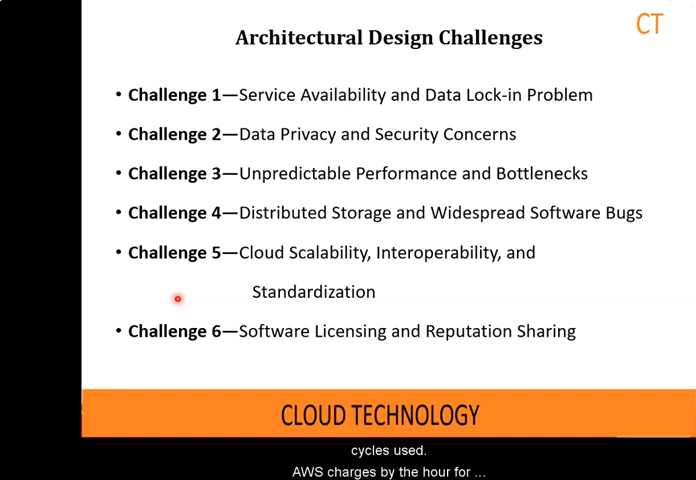 CT
Architectural Design Challenges
• Challenge 1—Service Availability and Data Lock-in Problem
• Challenge 2—Data Privacy and Security Concerns
• Challenge 3—Unpredictable Performance and Bottlenecks
• Challenge 4—Distributed Storage and Widespread Software Bugs
• Challenge 5—Cloud Scalability, Interoperability, and
Standardization
• Challenge 6—Software Licensing and Reputation Sharing
CLOUD TECHNOLOGY
cycles used.
AWS charges by the hour for ...